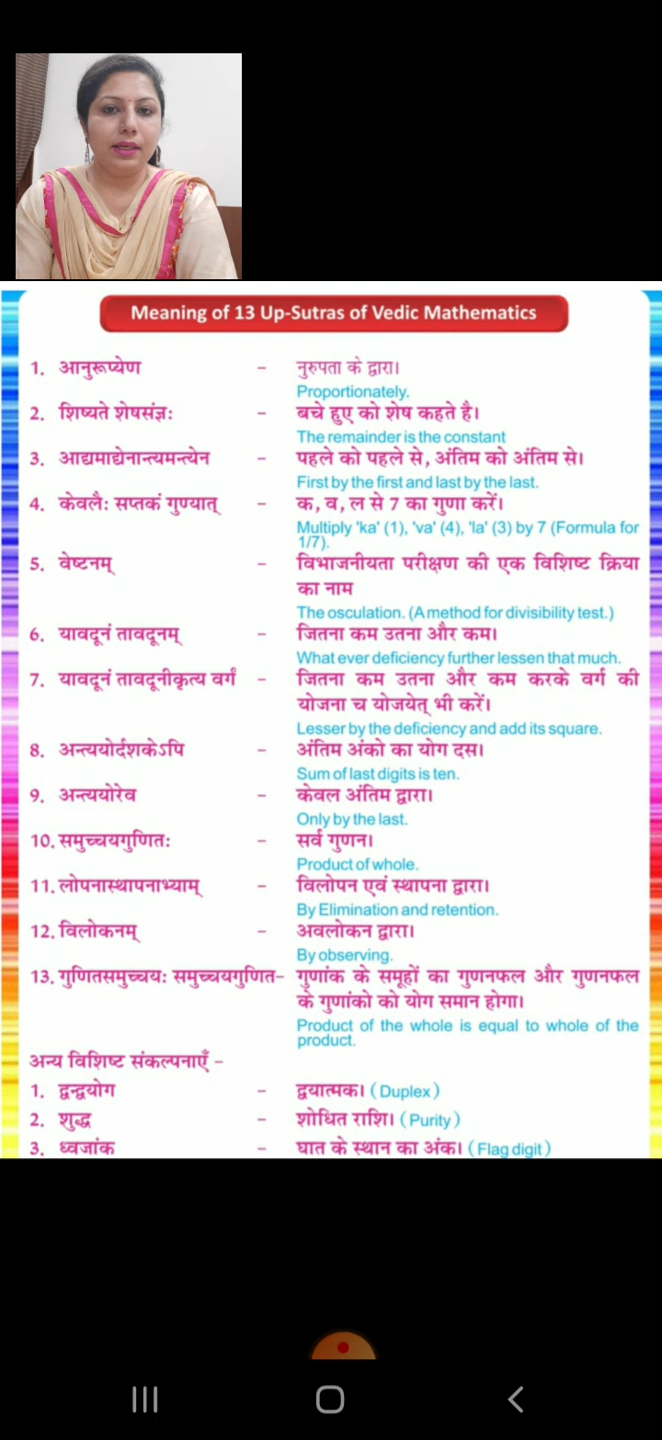 Meaning of 13 Up-Sutras of Vedic Mathematics
1. आनुरूप्येण – नुरुपता के द्वारा।
Proportionately.
2. शिष्यते शेषसंज्ञः – बचे हुए को शेष कहते है।
The remainder is the constant
3. आद्यमाद्येनान्त्यमन्त्येन – पहले को पहले से, अंतिम को अंतिम से।
First by the first and last by the last.
4. केवलैः सप्तकं गुण्यात् – क, व, ल से 7 का गुणा करें।
Multiply 'ka' (1), 'va' (4), 'la' (3) by 7 (Formula for
1/7).
5. वेष्टनम् – विभाजनीयता परीक्षण की एक विशिष्ट क्रिया
का नाम
The osculation. (A method for divisibility test.)
6. यावदूनं तावदूनम् – जितना कम उतना और कम।
What ever deficiency further lessen that much.
7. यावदूनं तावदूनीकृत्य वर्गं – जितना कम उतना और कम करके वर्ग की
योजना च योजयेत् भी करें।
Lesser by the deficiency and add its square.
8. अन्त्ययोर्दशकेऽपि – अंतिम अंको का योग दस।
Sum of last digits is ten.
9. अन्त्ययोरेव – केवल अंतिम द्वारा।
Only by the last.
10. समुच्चयगुणितः – सर्व गुणन।
Product of whole.
11. लोपनास्थापनाभ्याम् – विलोपन एवं स्थापना द्वारा।
By Elimination and retention.
12. विलोकनम् – अवलोकन द्वारा।
By observing.
13. गुणितसमुच्चयः समुच्चयगुणित– गुणांक के समूहों का गुणनफल और गुणनफल
के गुणांको को योग समान होगा।
Product of the whole is equal to whole of the
product.
अन्य विशिष्ट संकल्पनाएँ –
1. द्वन्द्वयोग – द्वयात्मक। (Duplex)
2. शुद्ध – शोधित राशि। (Purity)
3. ध्वजांक – घात के स्थान का अंक। (Flag digit)